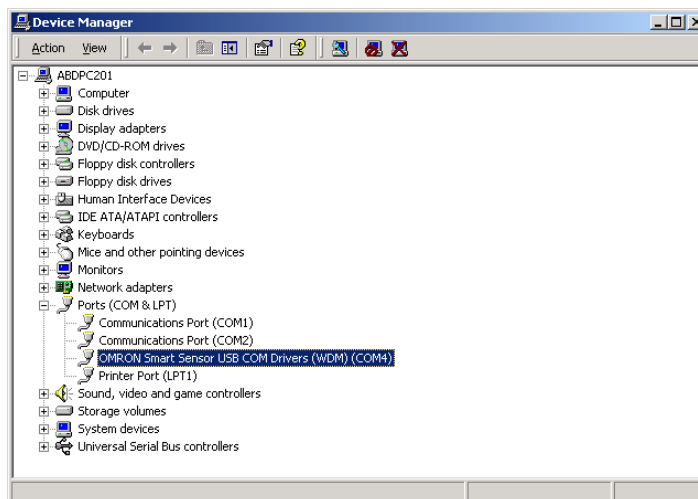 Device Manager
Action View
ABDPC201
Computer
Disk drives
Display adapters
DVD/CD-ROM drives
Floppy disk controllers
Floppy disk drives
Human Interface Devices
IDE ATA/ATAPI controllers
Keyboards
Mice and other pointing devices
Monitors
Network adapters
Ports (COM & LPT)
Communications Port (COM1)
Communications Port (COM2)
OMRON Smart Sensor USB COM Drivers (WDM) (COM4)
Printer Port (LPT1)
Sound, video and game controllers
Storage volumes
System devices
Universal Serial Bus controllers